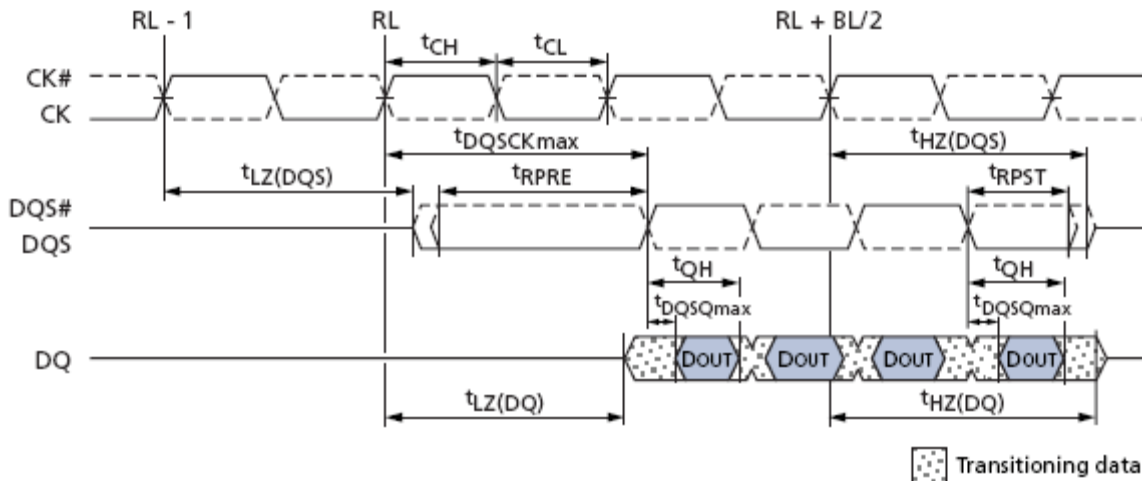 RL - 1 RL RL + BL/2
tCH tCL
CK#
CK
tDQSCKmax tHZ(DQS)
tLZ(DQS) tRPRE tRPST
DQS#
DQS
tQH tQH
tDQSQmax tDQSQmax
DQ DOUT DOUT DOUT DOUT
tLZ(DQ) tHZ(DQ)
Transitioning data